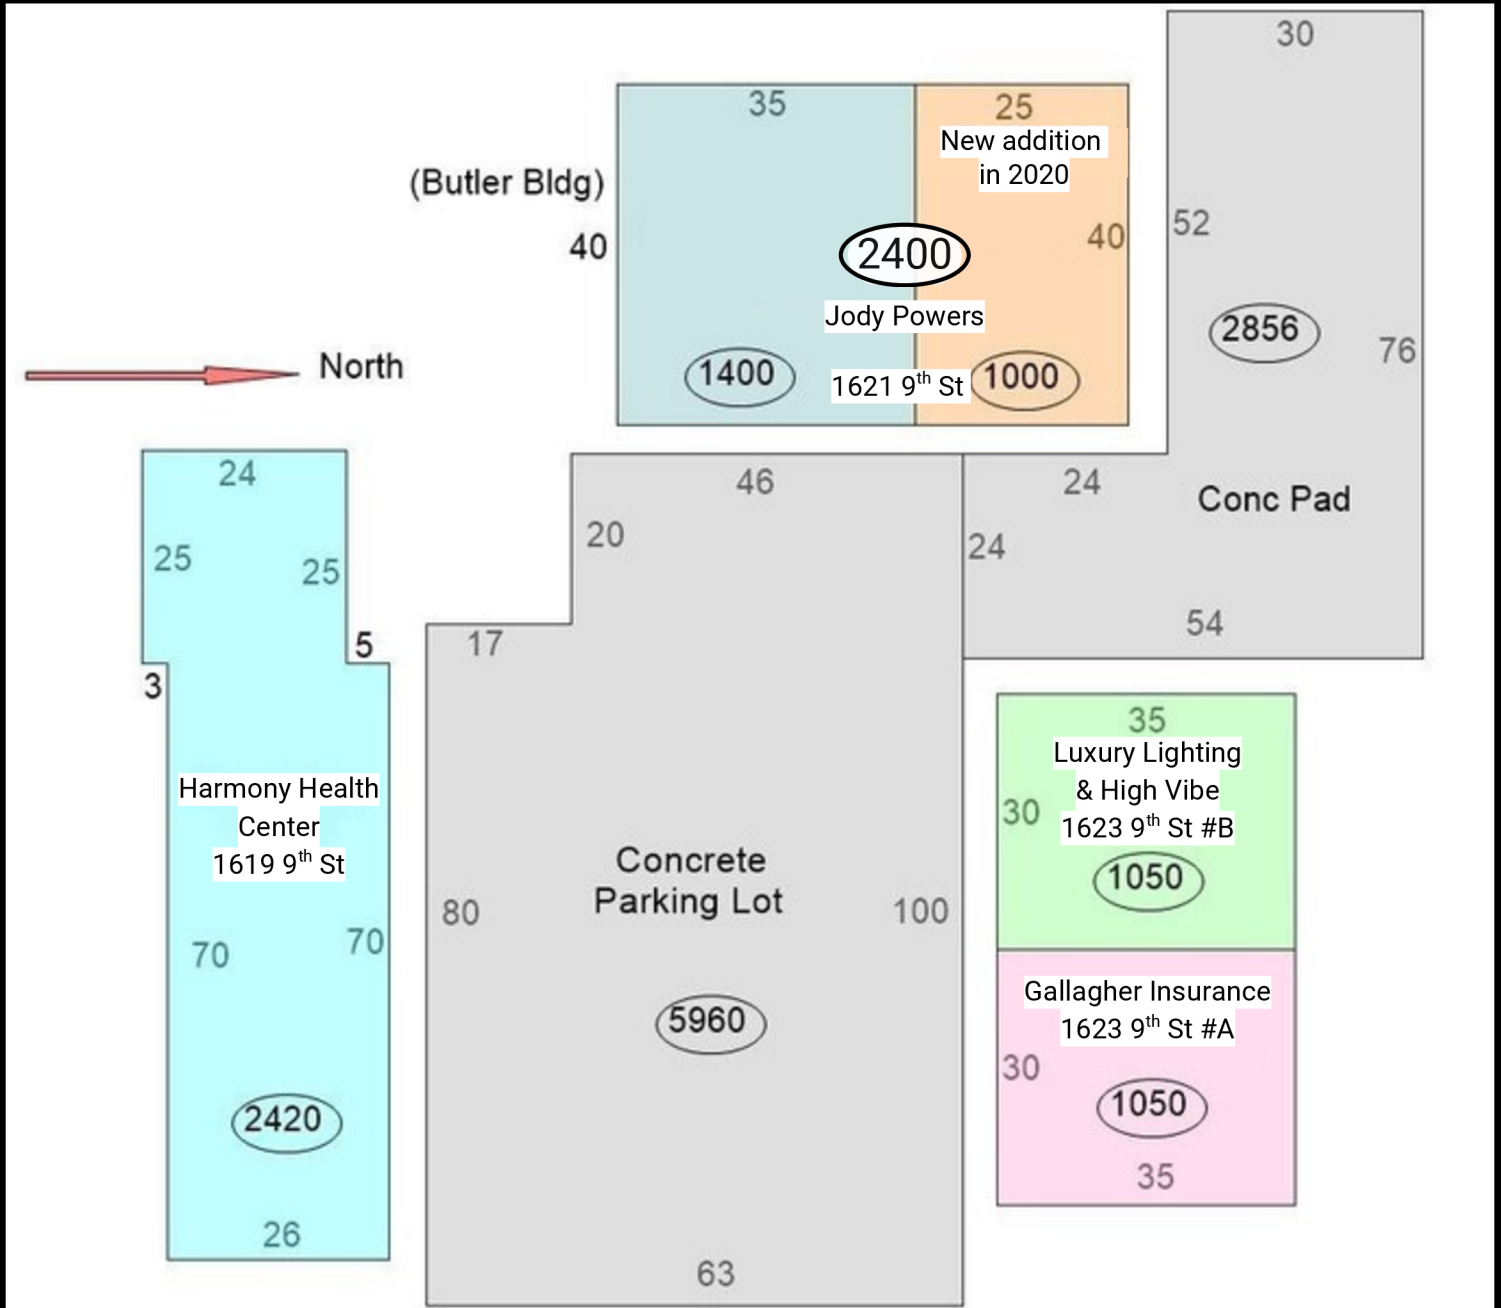 30
35
25
New addition
in 2020
(Butler Bldg)
40
40
52
2400
Jody Powers
2856
76
North
1400
1621 9th St
1000
24
46
24
Conc Pad
25
25
20
24
5
17
54
3
35
Luxury Lighting
& High Vibe
1623 9th St #B
30
1050
Harmony Health
Center
1619 9th St
Concrete
Parking Lot
80
100
70
70
Gallagher Insurance
1623 9th St #A
5960
30
1050
2420
35
26
63